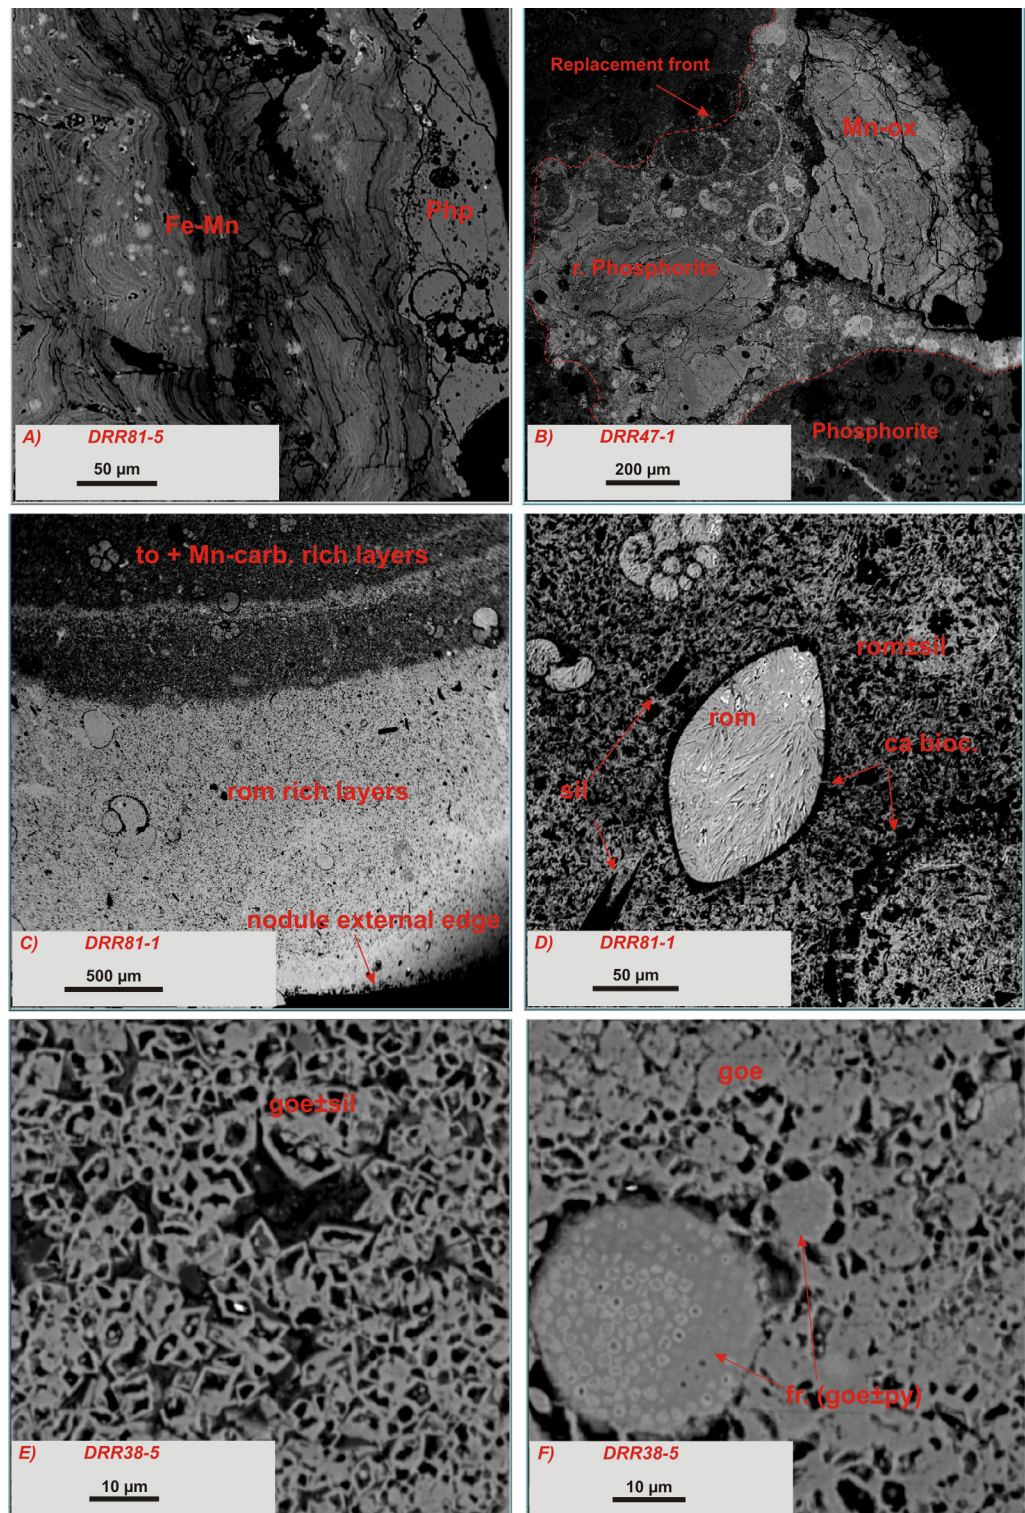 Fe-Mn
Php
A) DRR81-5
50 µm
Replacement front
Mn-ox
r. Phosphorite
Phosphorite
B) DRR47-1
200 µm
to + Mn-carb. rich layers
rom rich layers
nodule external edge
C) DRR81-1
500 µm
rom±sil
rom
ca bioc.
sil
D) DRR81-1
50 µm
goe±sil
E) DRR38-5
10 µm
goe
fr. (goe±py)
F) DRR38-5
10 µm